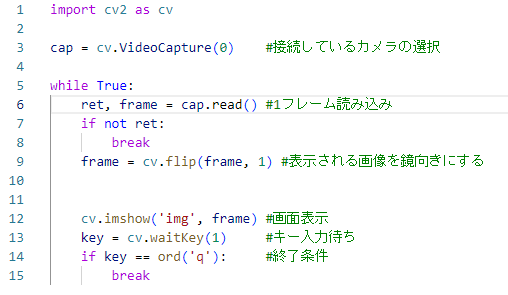 1 import cv2 as cv
2
3 cap = cv.VideoCapture(0) #接続しているカメラの選択
4
5 while True:
6     ret, frame = cap.read() #1フレーム読み込み
7     if not ret:
8         break
9     frame = cv.flip(frame, 1) #表示される画像を鏡向きにする
10
11
12     cv.imshow('img', frame) #画面表示
13     key = cv.waitKey(1) #キー入力待ち
14     if key == ord('q'): #終了条件
15         break